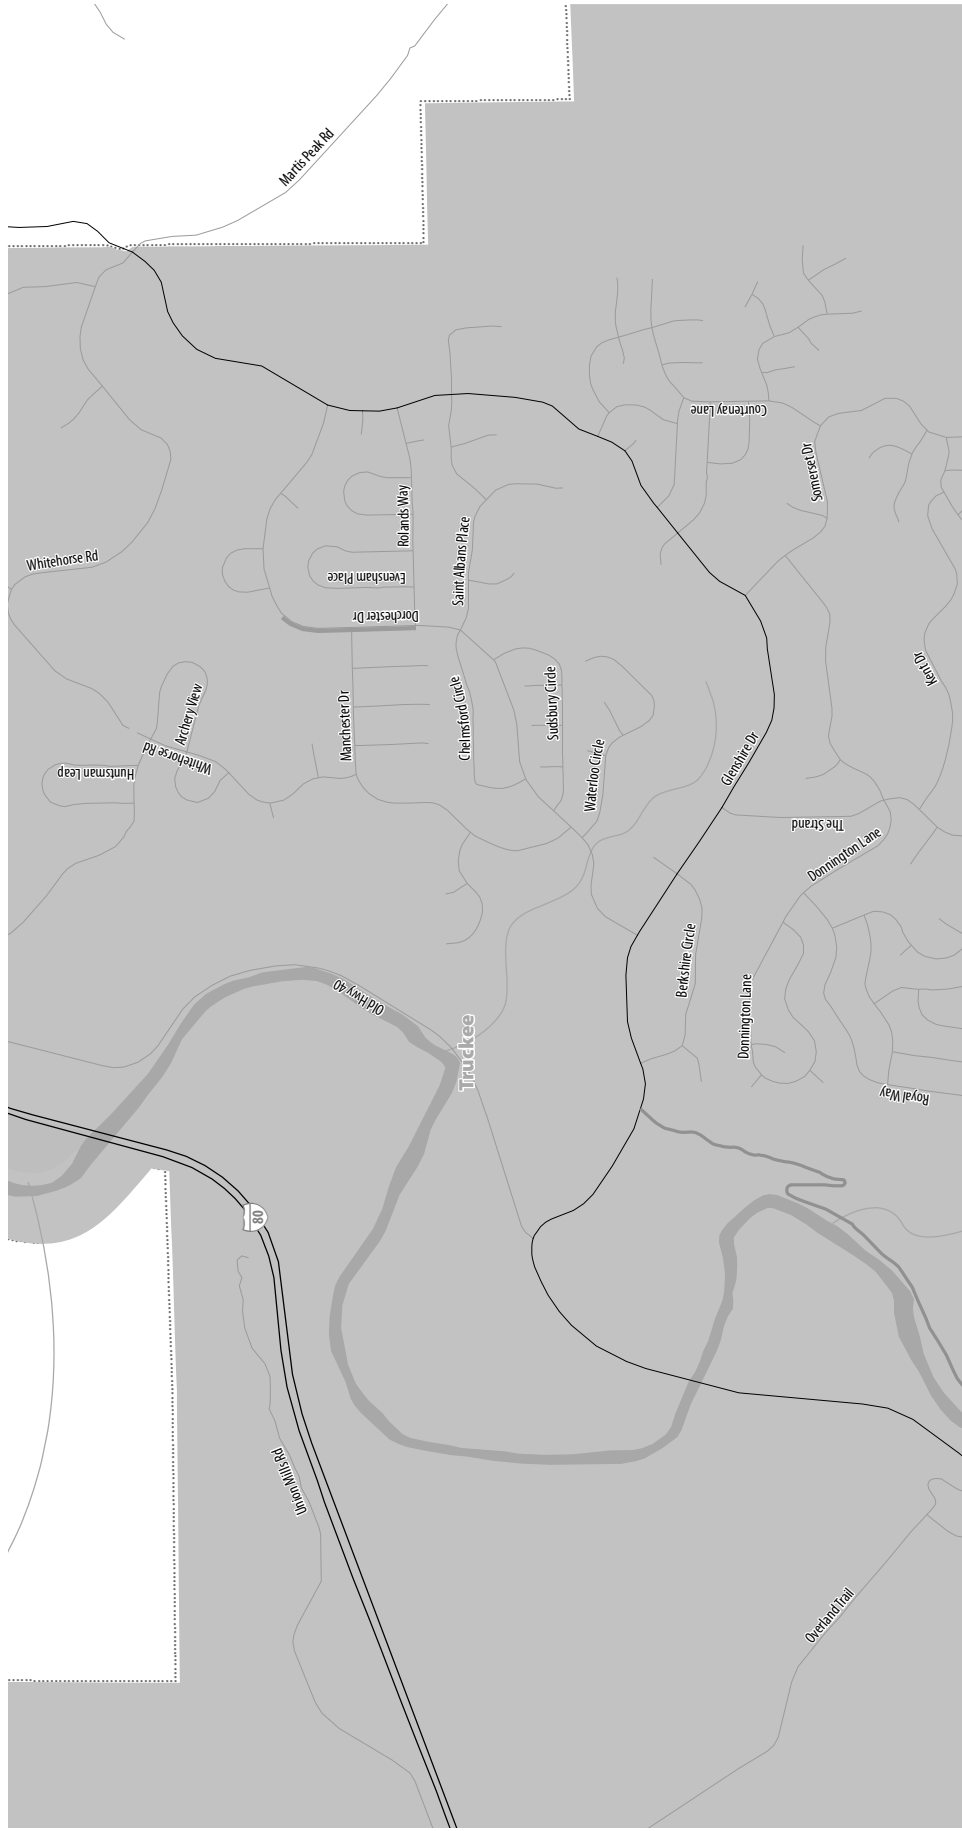 Martis Peak Rd
Courtenay Lane
Somerset Dr
Rolands Way
Saint Albans Place
Whitehorse Rd
Evensham Place
Dorchester Dr
Kent Dr
Archery View
Manchester Dr
Chelmsford Circle
Sudsbury Circle
Whitehorse Rd
Huntsman Leap
Waterloo Circle
Glenshire Dr
The Strand
Donnington Lane
Berkshire Circle
Old Hwy 40
Donnington Lane
Truckee
Royal Way
80
Union Mills Rd
Overland Trail